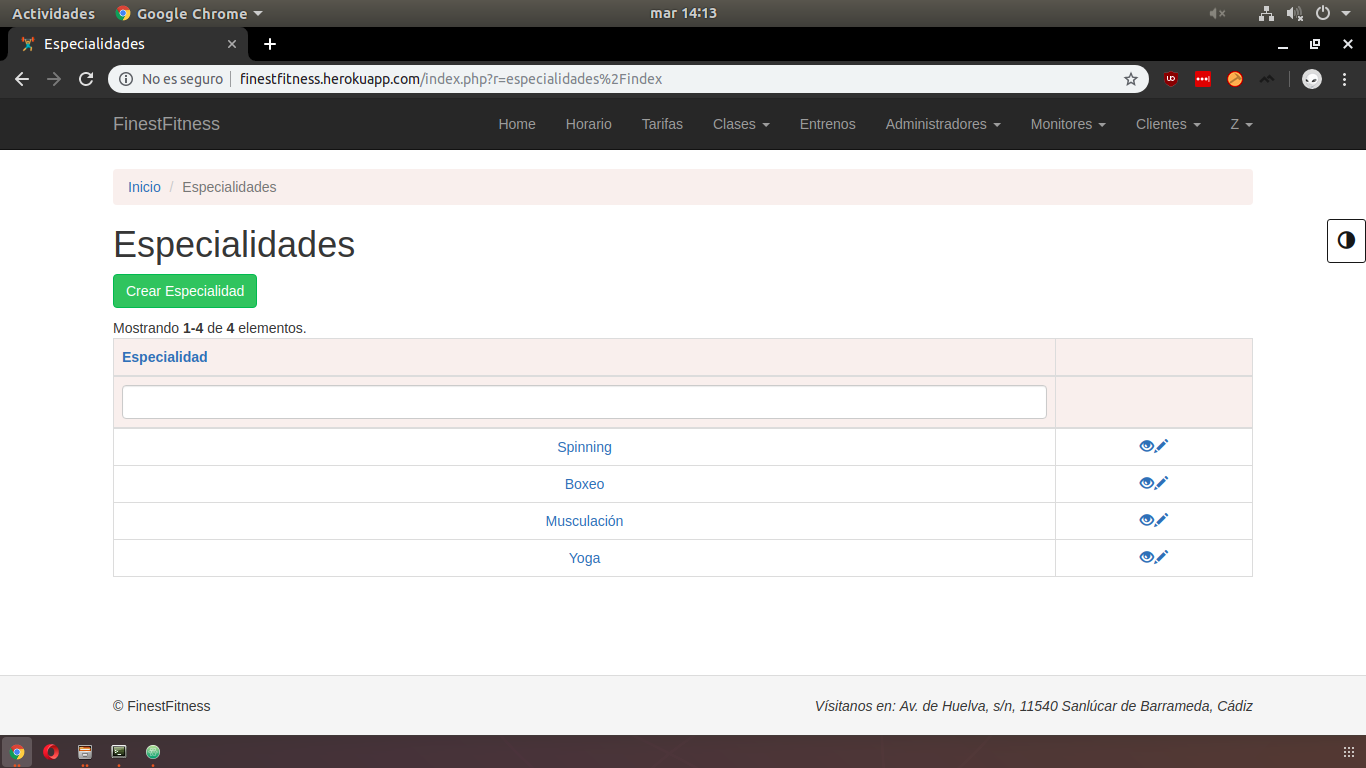 Actividades Google Chrome mar 14:13
Especialidades
No es seguro finestfitness.herokuapp.com/index.php?r=especialidades%2Findex
FinestFitness Home Horario Tarifas Clases Entrenos Administradores Monitores Clientes Z
Inicio / Especialidades
Especialidades
Crear Especialidad
Mostrando 1-4 de 4 elementos.
Especialidad
Spinning
Boxeo
Musculación
Yoga
© FinestFitness Vísitanos en: Av. de Huelva, s/n, 11540 Sanlúcar de Barrameda, Cádiz